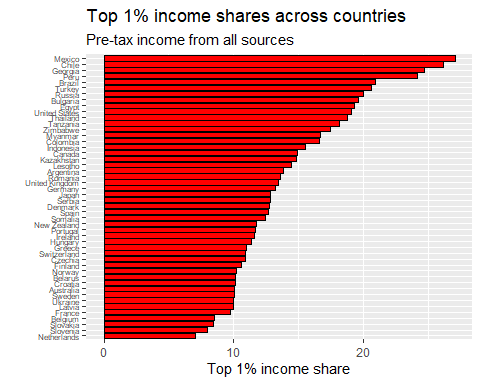 Top 1% income shares across countries
Pre-tax income from all sources
Mexico
Chile
Georgia
Peru
Brazil
Turkey
Russia
Bulgaria
Egypt
United States
Thailand
Tanzania
Zimbabwe
Myanmar
Colombia
Indonesia
Canada
Kazakhstan
Lesotho
Argentina
Romania
United Kingdom
Germany
Japan
Serbia
Denmark
Spain
Somalia
New Zealand
Portugal
Ireland
Hungary
Greece
Switzerland
Czechia
Finland
Norway
Belarus
Croatia
Australia
Sweden
Ukraine
Latvia
France
Belgium
Slovakia
Slovenia
Netherlands
0 10 20
Top 1% income share